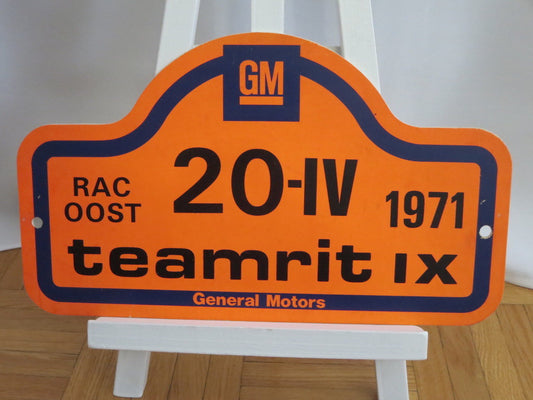 GM
RAC
OOST
20-IV
1971
teamrit IX
General Motors